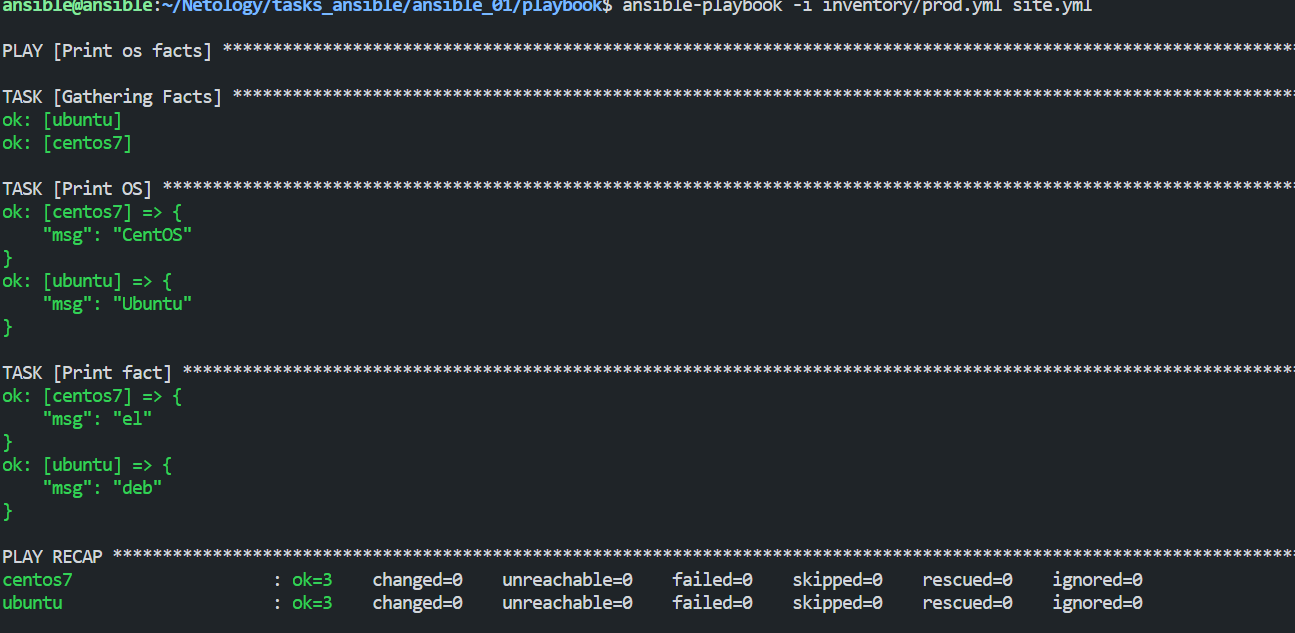 ansible@ansible:~/Netology/tasks_ansible/ansible_01/playbook$ ansible-playbook -i inventory/prod.yml site.yml
PLAY [Print os facts] ***************************************************************************************************************
TASK [Gathering Facts] **************************************************************************************************************
ok: [ubuntu]
ok: [centos7]
TASK [Print OS] *********************************************************************************************************************
ok: [centos7] => {
    "msg": "CentOS"
}
ok: [ubuntu] => {
    "msg": "Ubuntu"
}
TASK [Print fact] *******************************************************************************************************************
ok: [centos7] => {
    "msg": "el"
}
ok: [ubuntu] => {
    "msg": "deb"
}
PLAY RECAP **************************************************************************************************************************
centos7                    : ok=3    changed=0    unreachable=0    failed=0    skipped=0    rescued=0    ignored=0
ubuntu                     : ok=3    changed=0    unreachable=0    failed=0    skipped=0    rescued=0    ignored=0